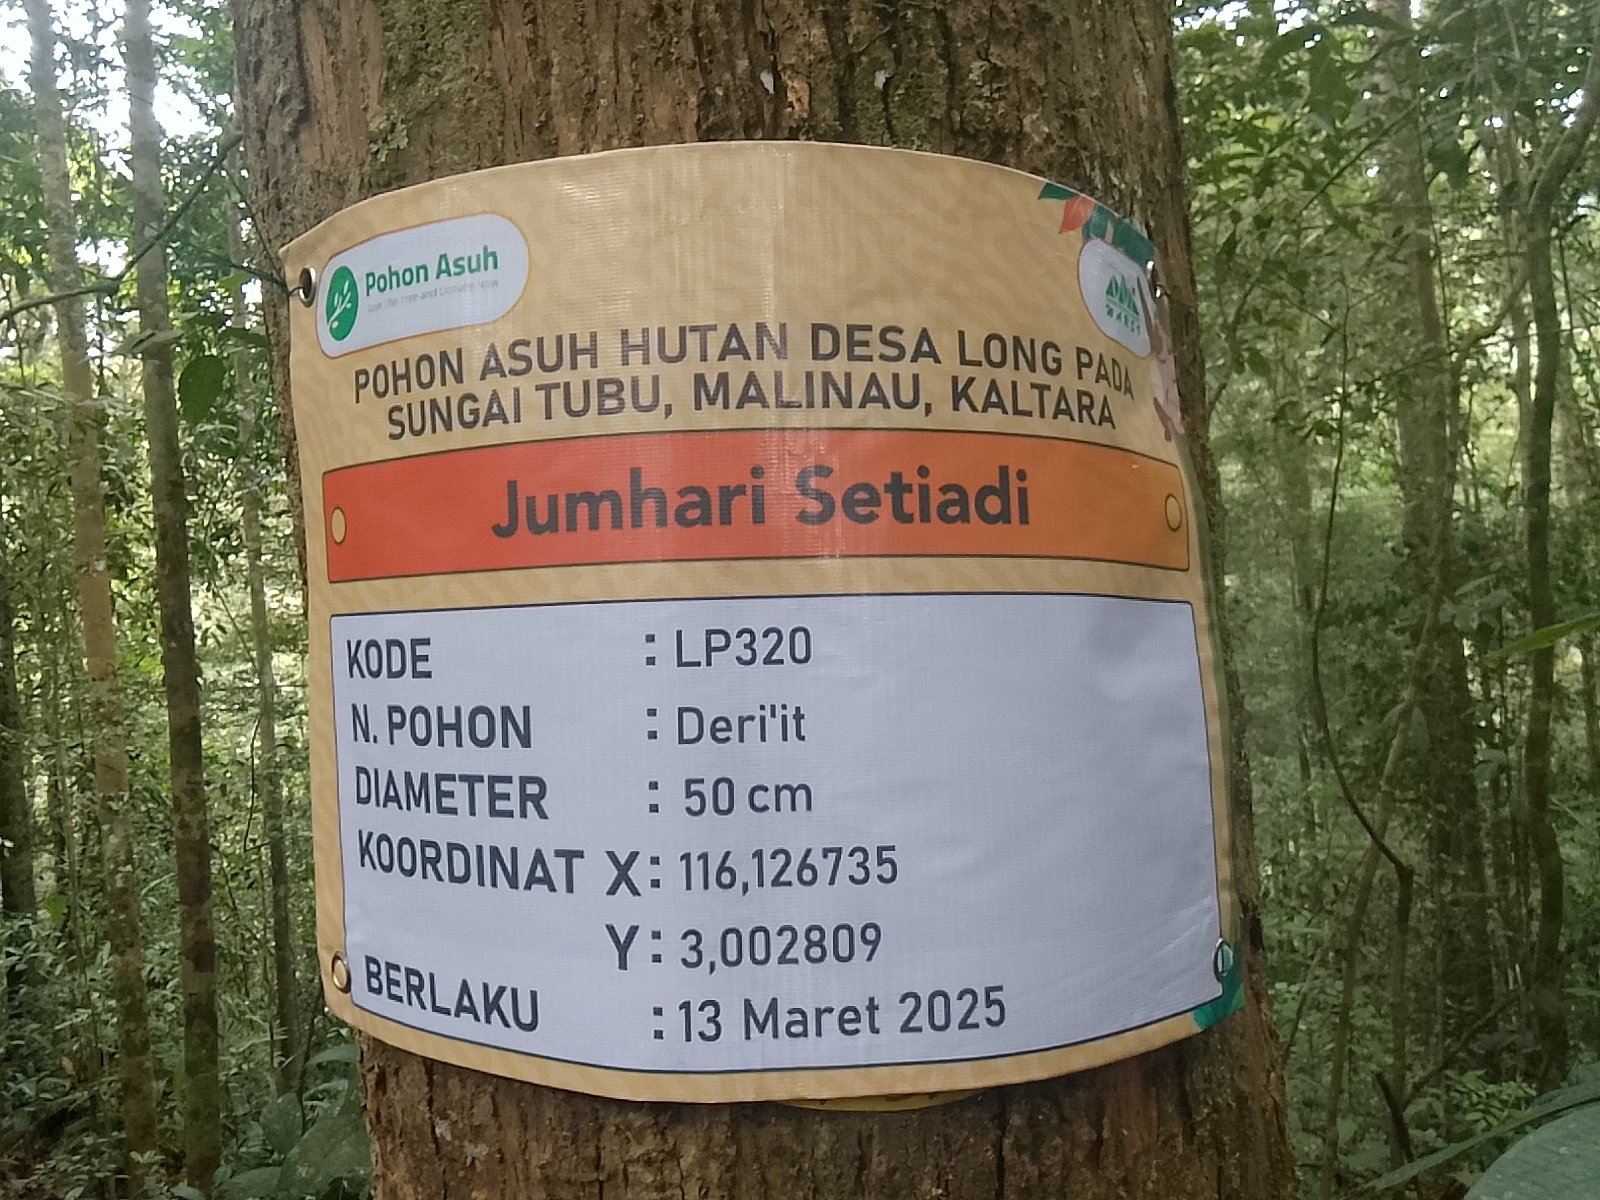 Pohon Asuh
POHON ASUH HUTAN DESA LONG PADA
SUNGAI TUBU, MALINAU, KALTARA
Jumhari Setiadi
KODE : LP320
N. POHON : Deri'it
DIAMETER : 50 cm
KOORDINAT X : 116,126735
Y : 3,002809
BERLAKU : 13 Maret 2025